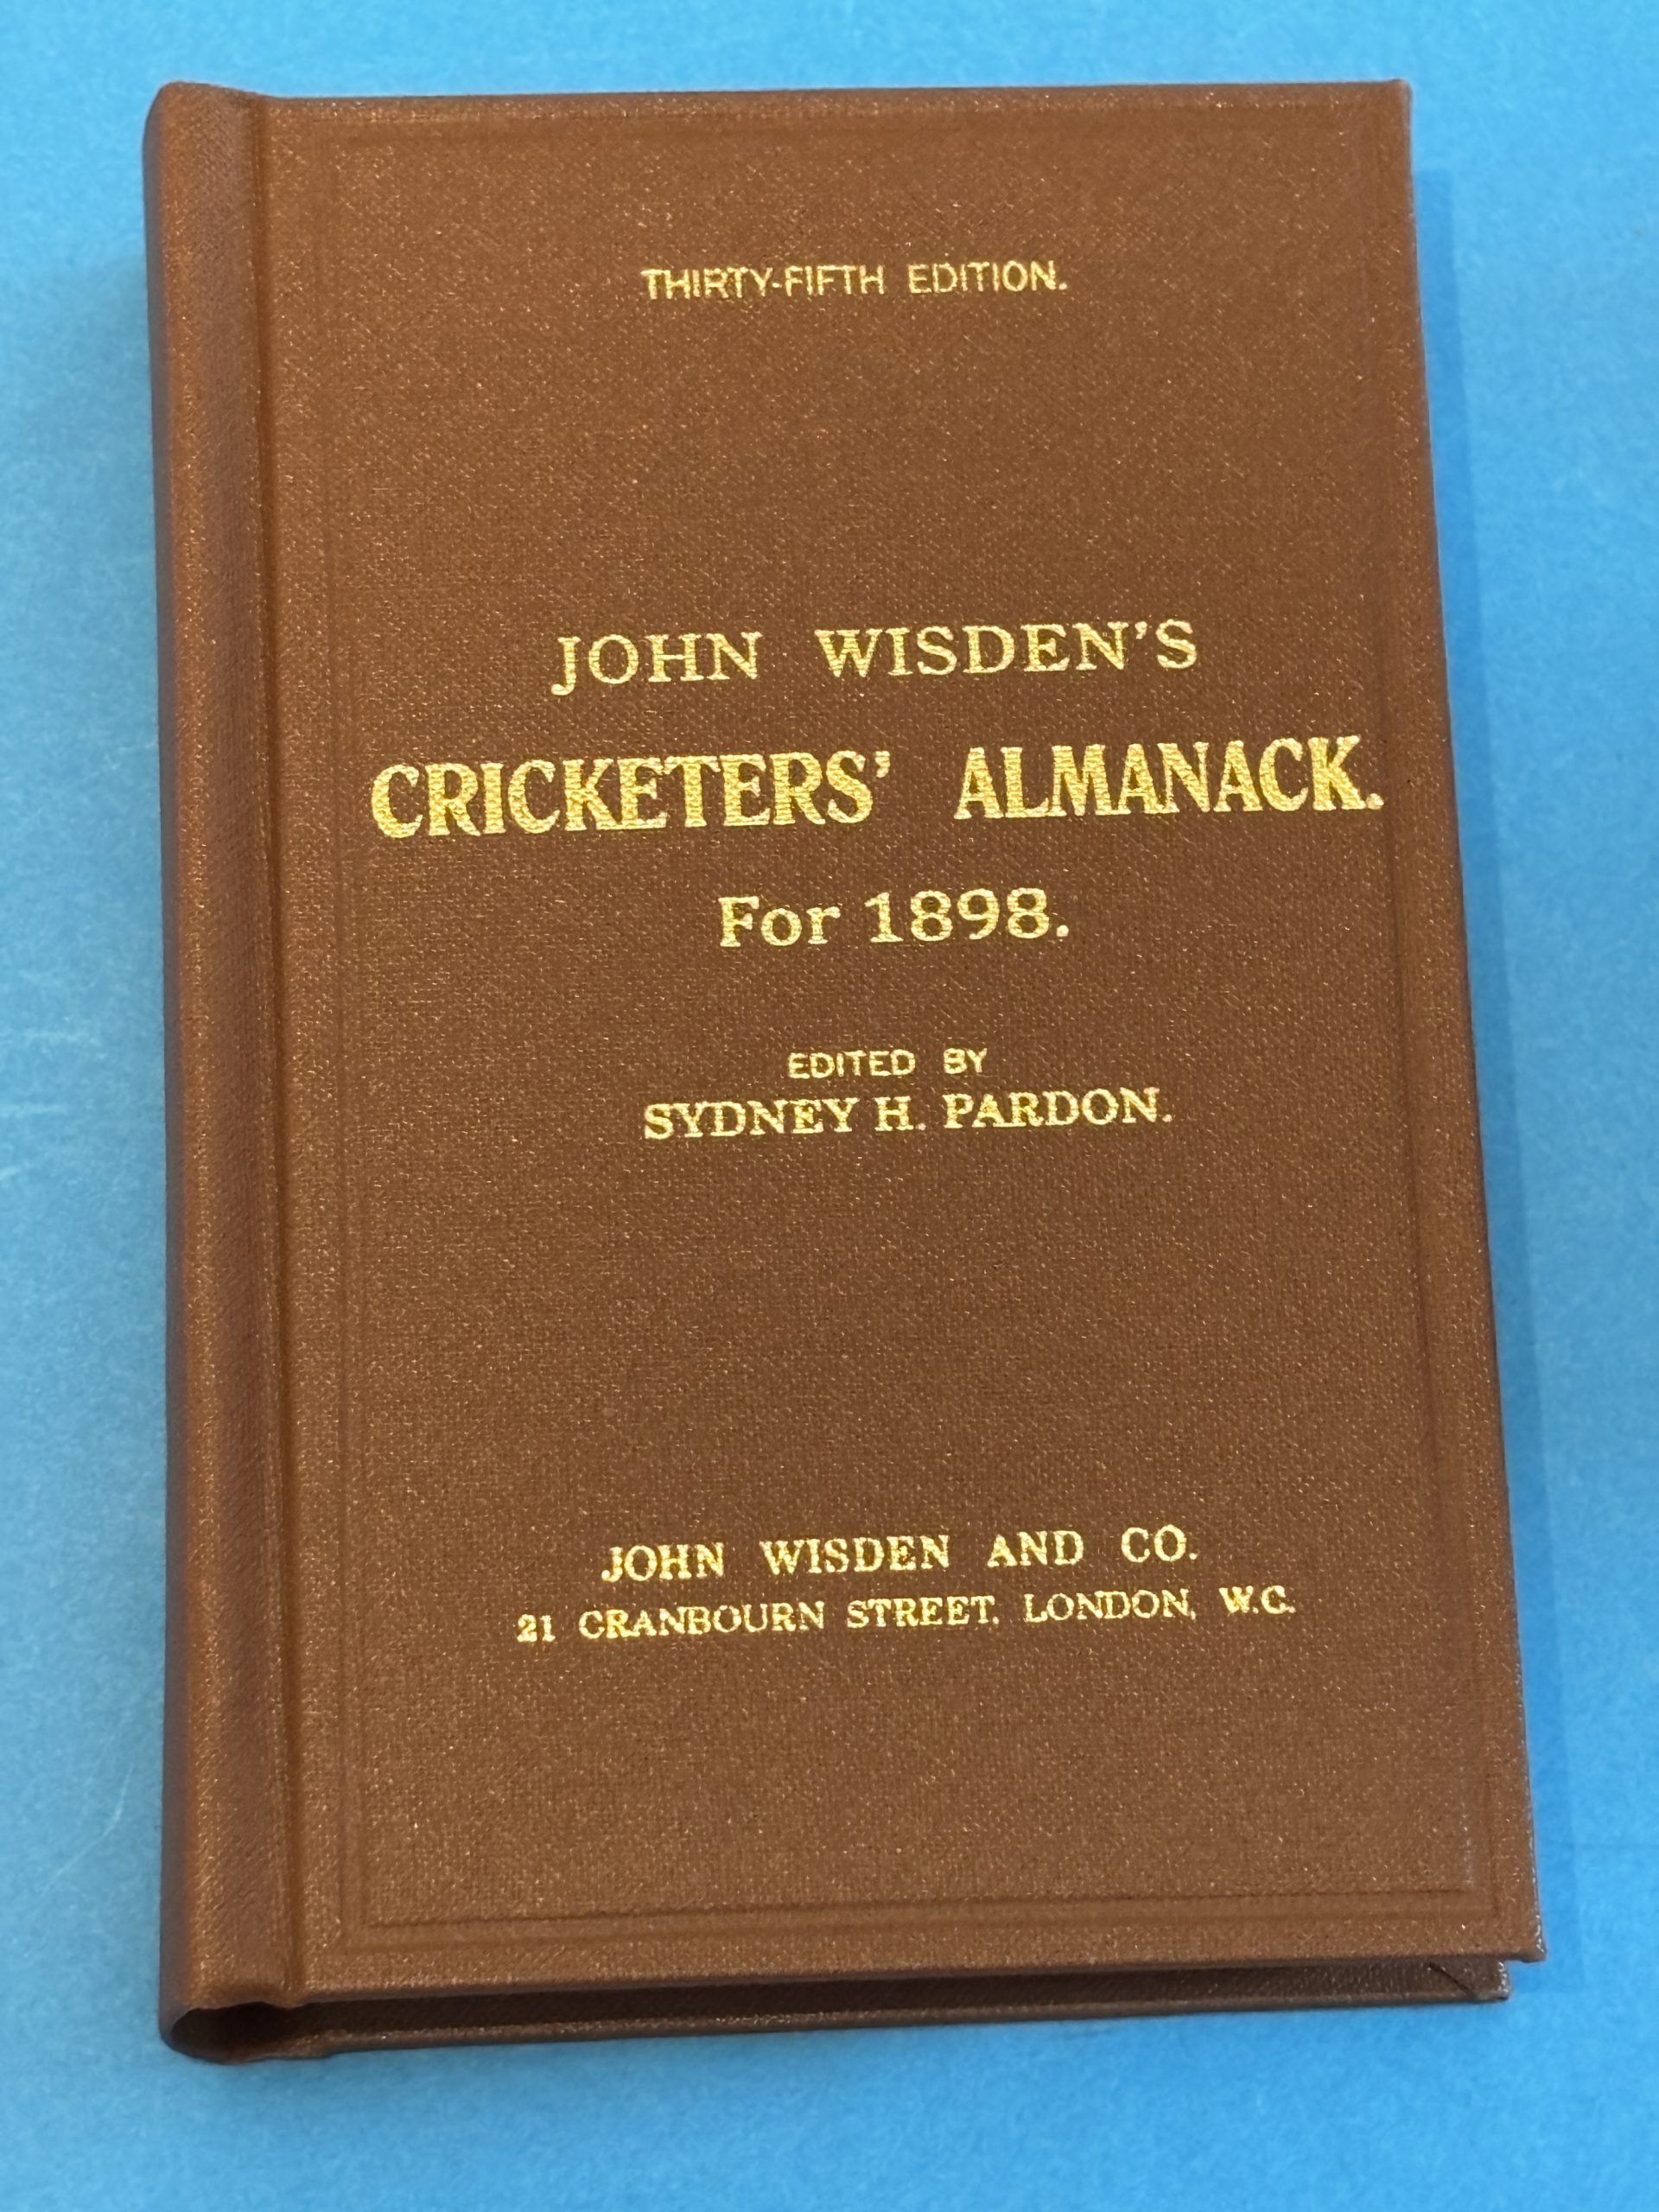 THIRTY-FIFTH EDITION.
JOHN WISDEN'S
CRICKETERS' ALMANACK.
For 1898.
EDITED BY
SYDNEY H. PARDON.
JOHN WISDEN AND CO.
21 CRANBOURN STREET, LONDON, W.C.